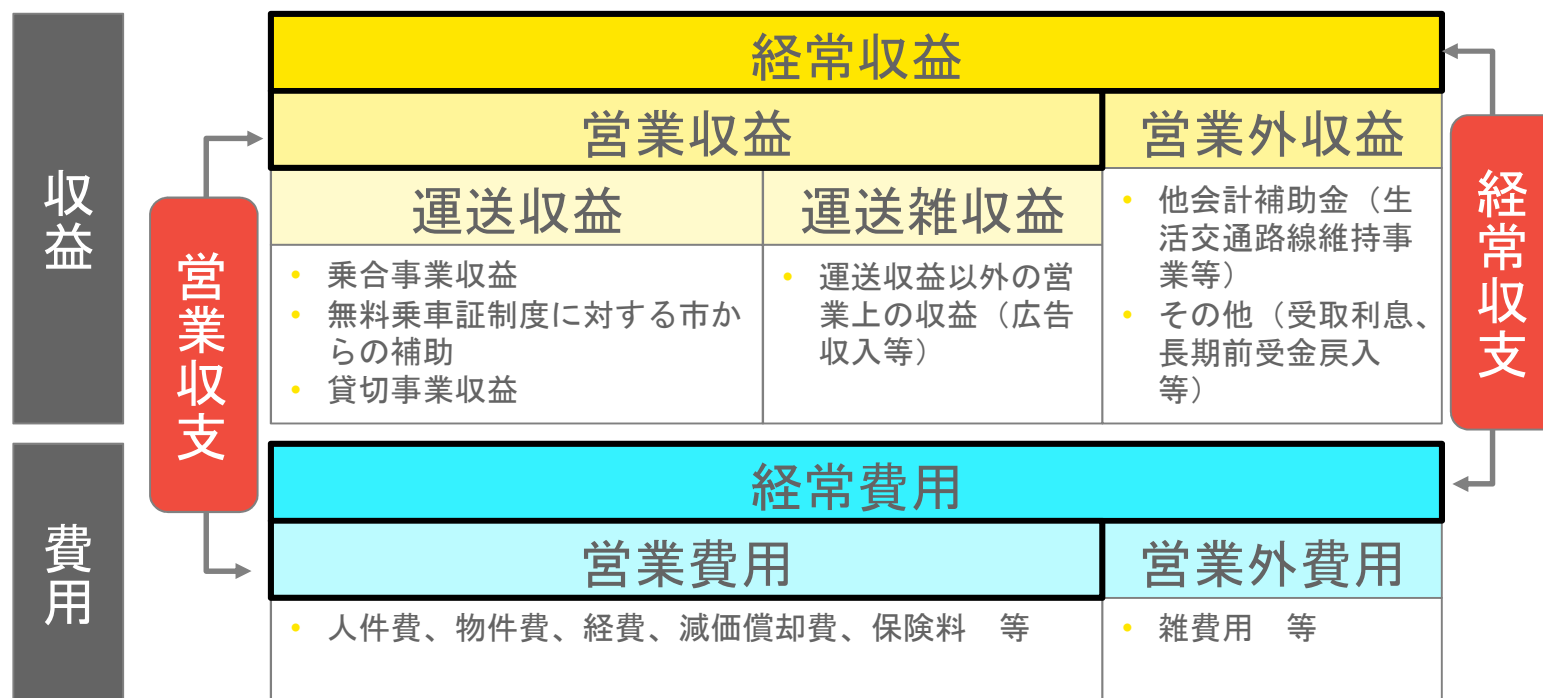 収益
経常収益
営業収益
営業外収益
運送収益
運送雑収益
• 乗合事業収益
• 無料乗車証制度に対する市か
らの補助
• 貸切事業収益
• 運送収益以外の営
業上の収益（広告
収入等）
• 他会計補助金（生
活交通路線維持事
業等）
• その他（受取利息、
長期前受金戻入
等）
営業収支
経常収支
費用
経常費用
営業費用
営業外費用
• 人件費、物件費、経費、減価償却費、保険料　等
• 雑費用　等